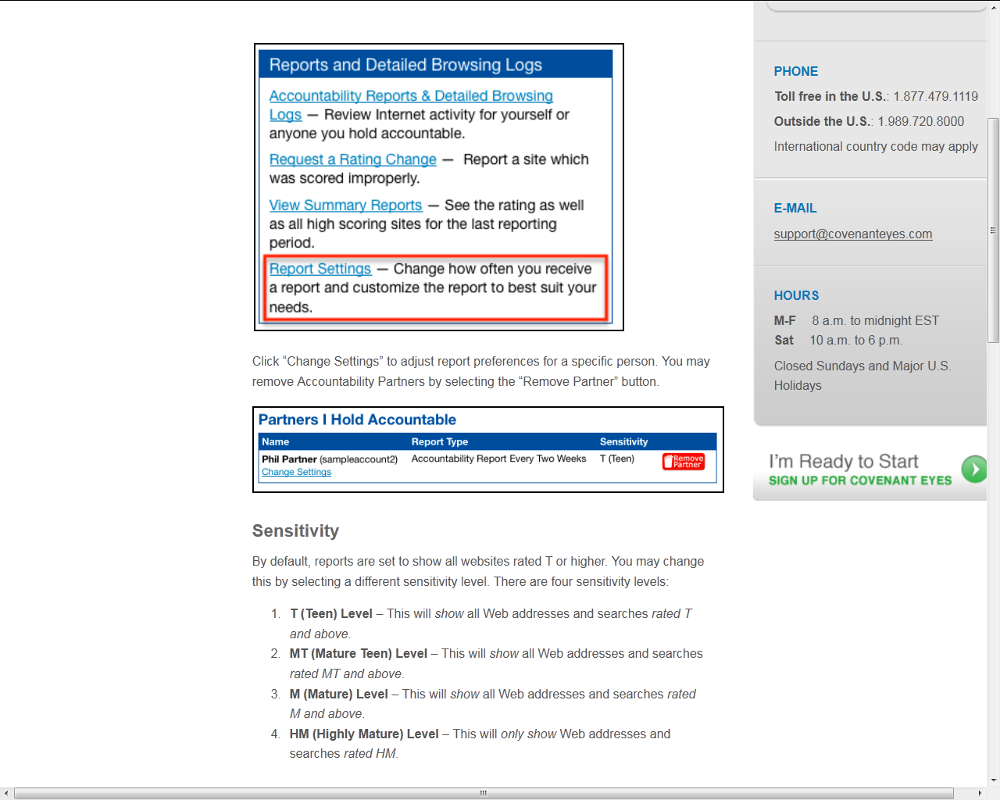 Reports and Detailed Browsing Logs
Accountability Reports & Detailed Browsing
Logs — Review Internet activity for yourself or
anyone you hold accountable.
Request a Rating Change — Report a site which
was scored improperly.
View Summary Reports — See the rating as well
as all high scoring sites for the last reporting
period.
Report Settings — Change how often you receive
a report and customize the report to best suit your
needs.
Click “Change Settings” to adjust report preferences for a specific person. You may
remove Accountability Partners by selecting the “Remove Partner” button.
Partners I Hold Accountable
Name Report Type Sensitivity
Phil Partner (sampleaccount2) Accountability Report Every Two Weeks T (Teen) Remove
Partner
Change Settings
Sensitivity
By default, reports are set to show all websites rated T or higher. You may change
this by selecting a different sensitivity level. There are four sensitivity levels:
1. T (Teen) Level – This will show all Web addresses and searches rated T
and above.
2. MT (Mature Teen) Level – This will show all Web addresses and searches
rated MT and above.
3. M (Mature) Level – This will show all Web addresses and searches rated
M and above.
4. HM (Highly Mature) Level – This will only show Web addresses and
searches rated HM.
PHONE
Toll free in the U.S.: 1.877.479.1119
Outside the U.S.: 1.989.720.8000
International country code may apply
E-MAIL
support@covenanteyes.com
HOURS
M-F 8 a.m. to midnight EST
Sat 10 a.m. to 6 p.m.
Closed Sundays and Major U.S.
Holidays
I'm Ready to Start
SIGN UP FOR COVENANT EYES